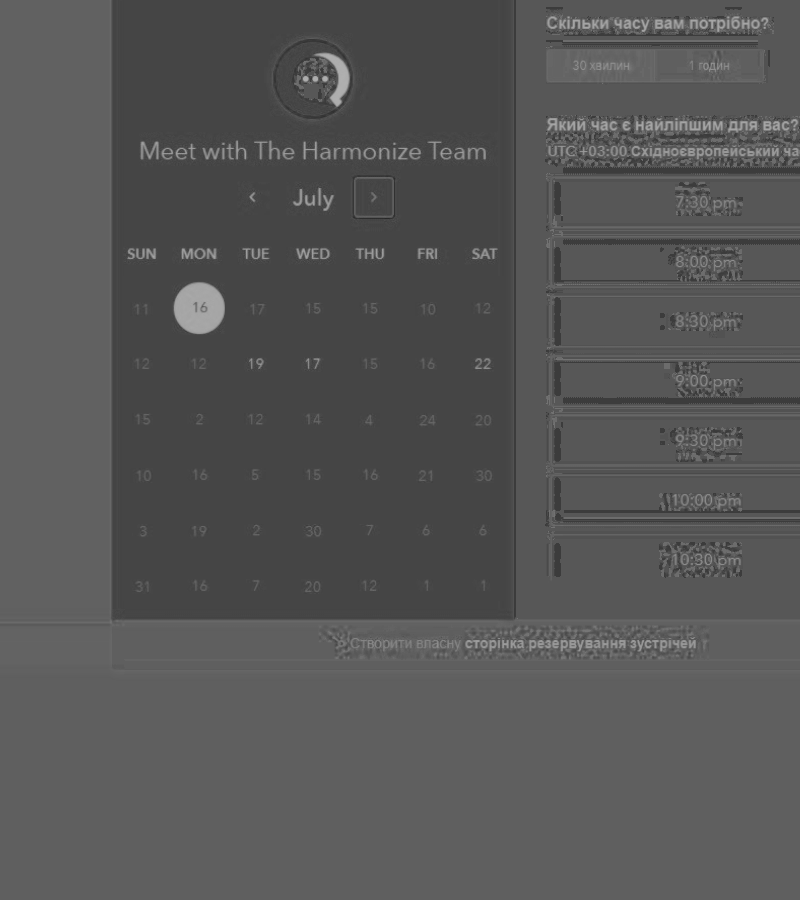 Meet with The Harmonize Team
July
SUN MON TUE WED THU FRI SAT
11 16 17 15 15 10 12
12 12 19 17 15 16 22
15 2 12 14 4 24 20
10 16 5 15 16 21 30
3 19 2 30 7 6 6
31 16 7 20 12 1 1
Скільки часу вам потрібно?
30 хвилин 1 годин
Який час є найліпшим для вас?
UTC +03:00 Східноєвропейський ча
7:30 pm
8:00 pm
8:30 pm
9:00 pm
9:30 pm
10:00 pm
10:30 pm
Створити власну сторінка резервування зустрічей